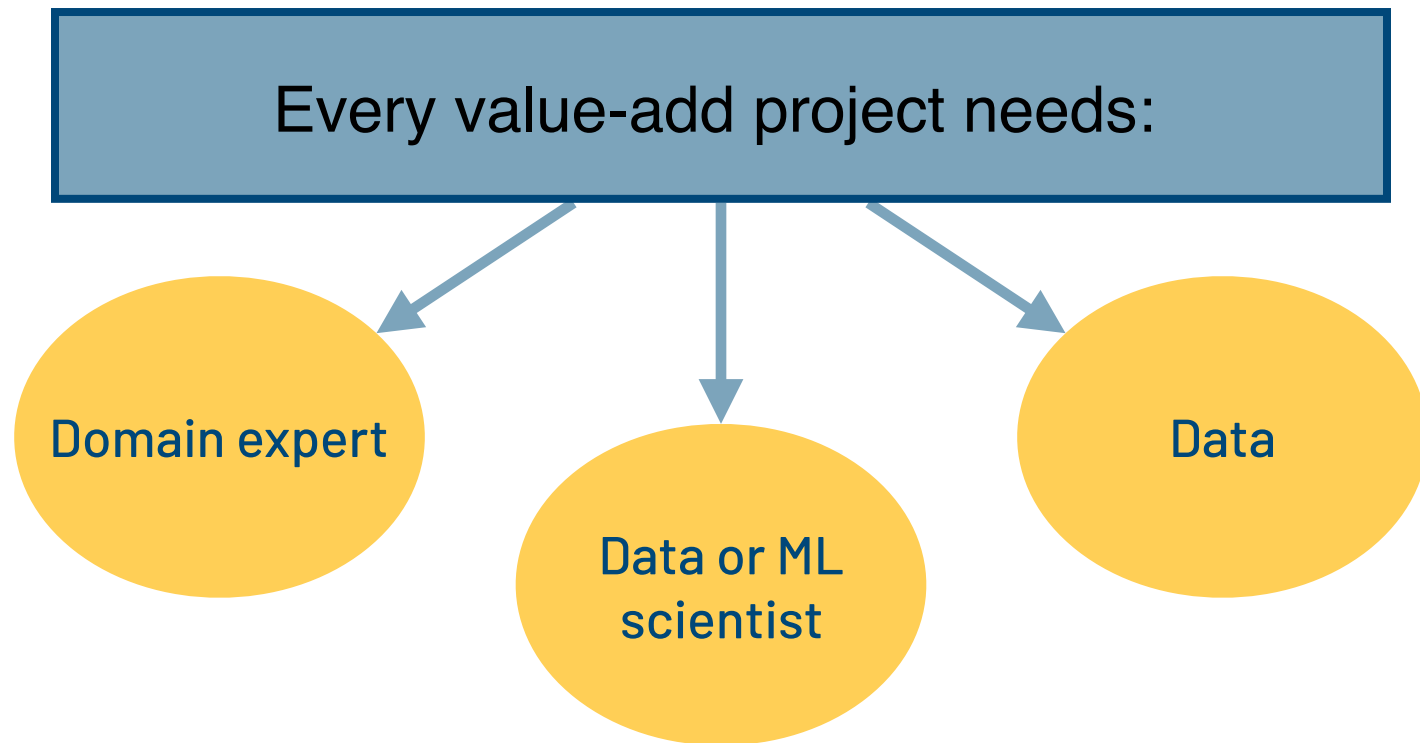 Every value-add project needs:
Domain expert
Data or ML
scientist
Data